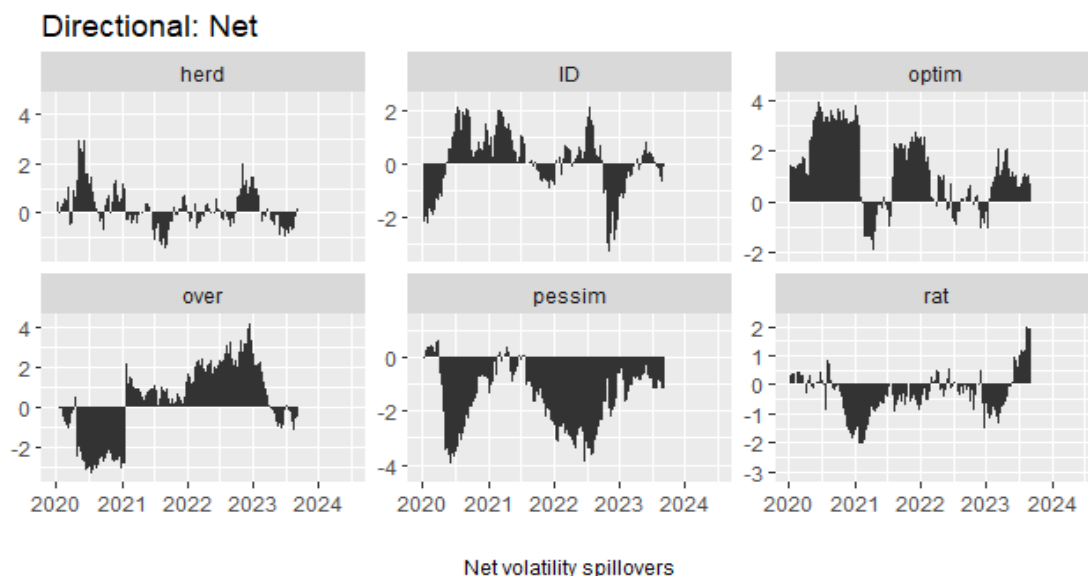 Directional: Net
herd ID optim
4 2 4
2 0 2
0 -2 0
-2
over pessim rat
4 0 2
2 -2 1
0 -4 0
-2 -1
-2
-3
2020 2021 2022 2023 2024 2020 2021 2022 2023 2024 2020 2021 2022 2023 2024
Net volatility spillovers